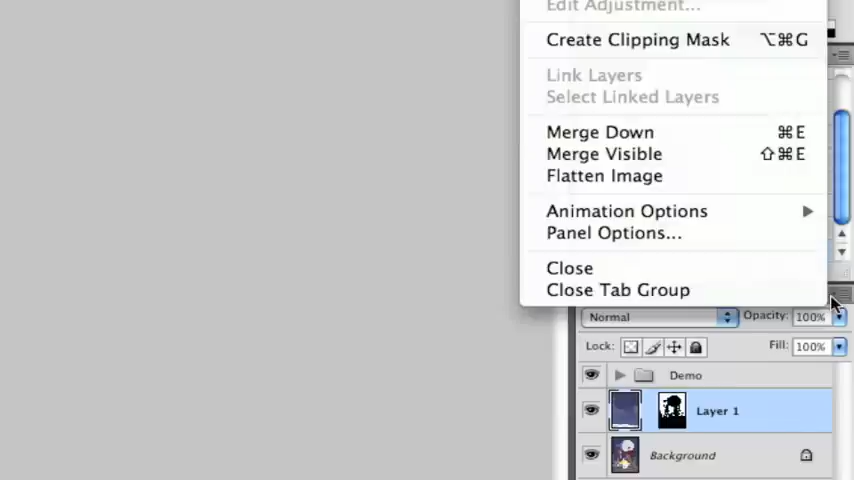 Edit Adjustment...
Create Clipping Mask ⌥⌘G
Link Layers
Select Linked Layers
Merge Down ⌘E
Merge Visible ⇧⌘E
Flatten Image
Animation Options
Panel Options...
Close
Close Tab Group
Normal Opacity: 100%
Lock: Fill: 100%
Demo
Layer 1
Background